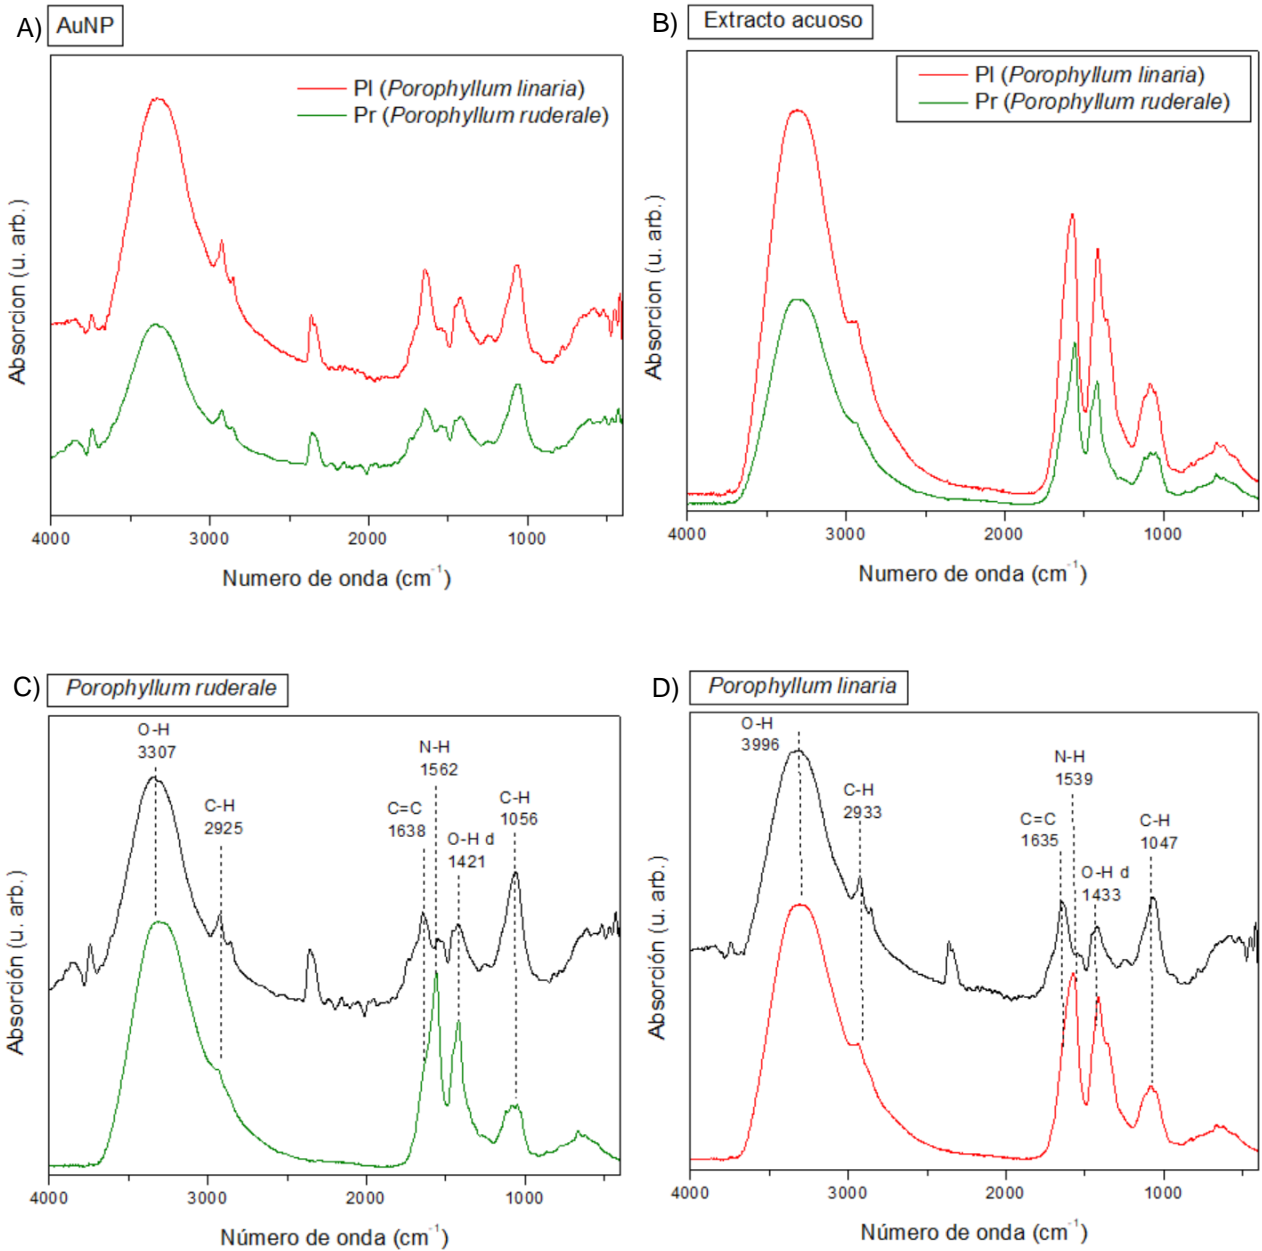 A) AuNP
Pl (Porophyllum linaria)
Pr (Porophyllum ruderale)
Absorcion (u. arb.)
4000 3000 2000 1000
Numero de onda (cm⁻¹)
B) Extracto acuoso
Pl (Porophyllum linaria)
Pr (Porophyllum ruderale)
Absorcion (u. arb.)
4000 3000 2000 1000
Numero de onda (cm⁻¹)
C) Porophyllum ruderale
O-H
3307
C-H
2925
C=C
1638
N-H
1562
O-H d
1421
C-H
1056
Absorción (u. arb.)
4000 3000 2000 1000
Número de onda (cm⁻¹)
D) Porophyllum linaria
O-H
3996
C-H
2933
C=C
1635
N-H
1539
O-H d
1433
C-H
1047
Absorción (u. arb.)
4000 3000 2000 1000
Número de onda (cm⁻¹)